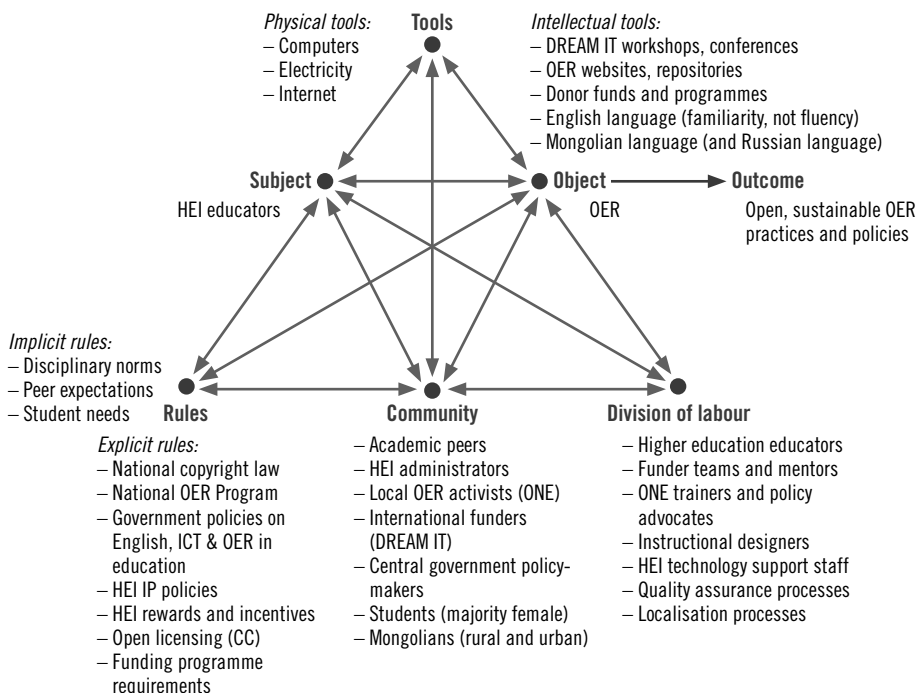 Physical tools:
– Computers
– Electricity
– Internet
Tools
Intellectual tools:
– DREAM IT workshops, conferences
– OER websites, repositories
– Donor funds and programmes
– English language (familiarity, not fluency)
– Mongolian language (and Russian language)
Subject
HEI educators
Object
OER
Outcome
Open, sustainable OER
practices and policies
Implicit rules:
– Disciplinary norms
– Peer expectations
– Student needs
Rules
Explicit rules:
– National copyright law
– National OER Program
– Government policies on
English, ICT & OER in
education
– HEI IP policies
– HEI rewards and incentives
– Open licensing (CC)
– Funding programme
requirements
Community
– Academic peers
– HEI administrators
– Local OER activists (ONE)
– International funders
(DREAM IT)
– Central government policy-
makers
– Students (majority female)
– Mongolians (rural and urban)
Division of labour
– Higher education educators
– Funder teams and mentors
– ONE trainers and policy
advocates
– Instructional designers
– HEI technology support staff
– Quality assurance processes
– Localisation processes